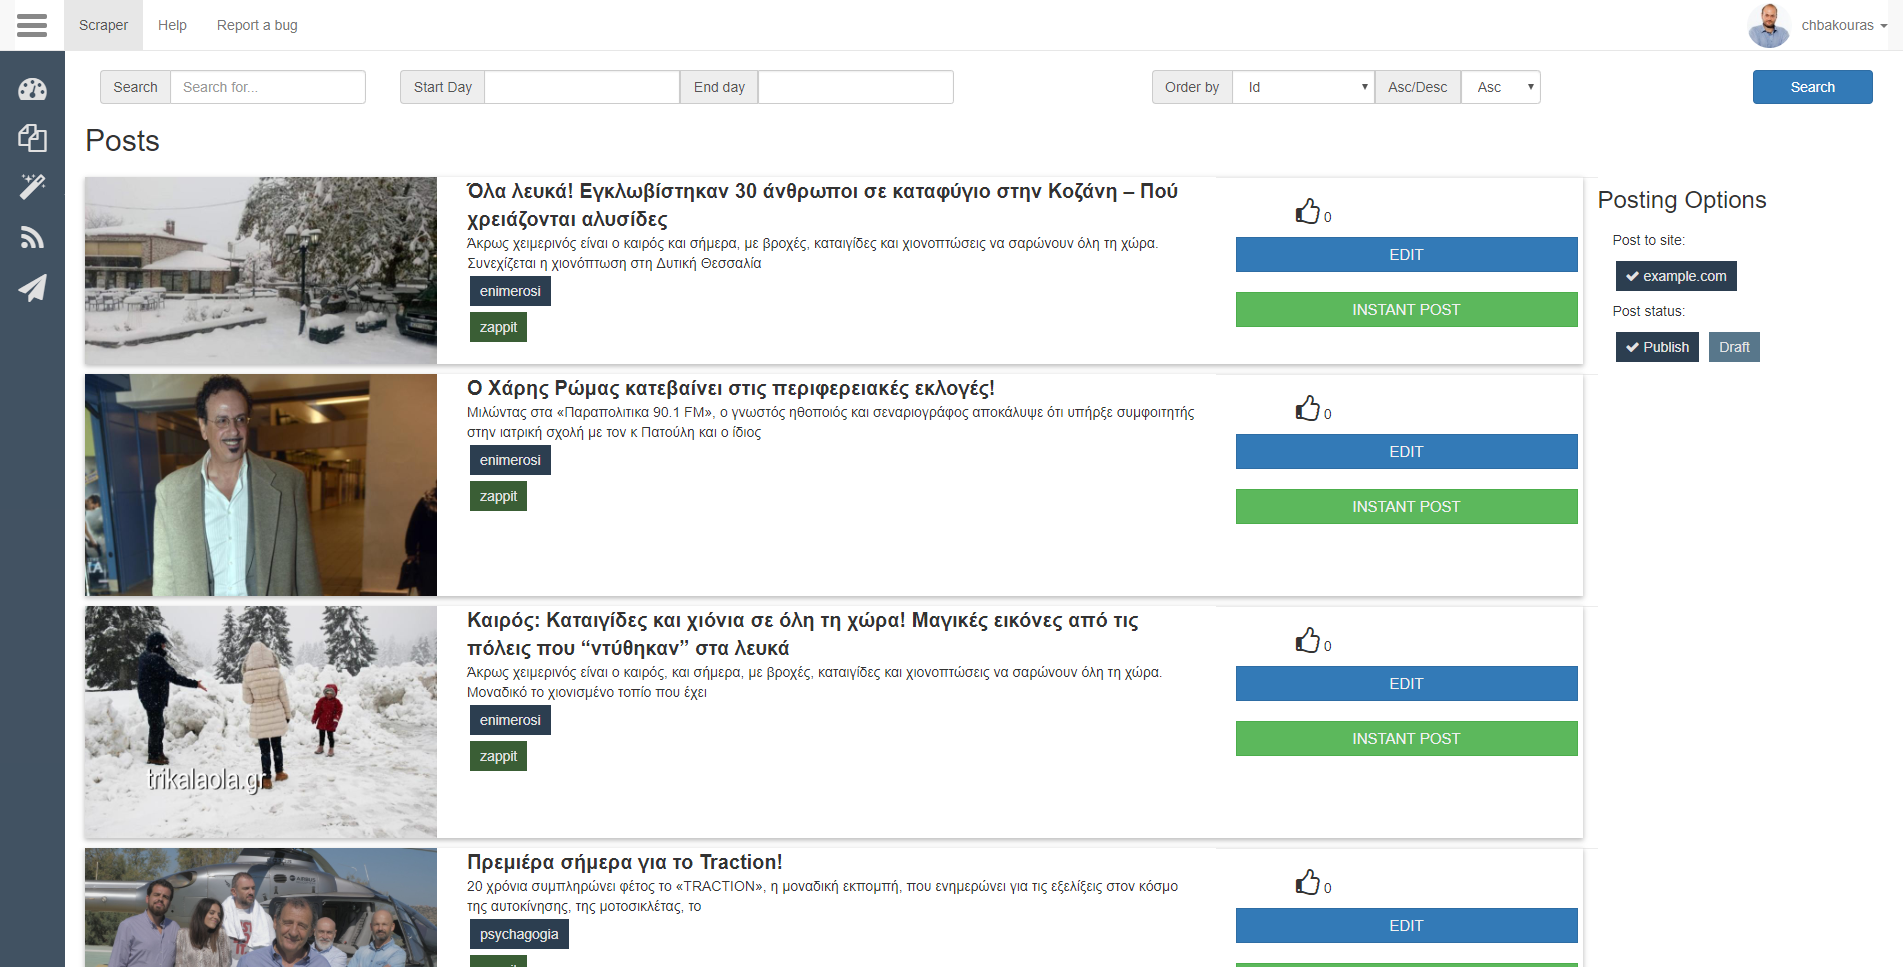 Scraper
Help
Report a bug
chbakouras
Search
Search for...
Start Day
End day
Order by
Id
Asc/Desc
Asc
Search
Posts
Όλα λευκά! Εγκλωβίστηκαν 30 άνθρωποι σε καταφύγιο στην Κοζάνη – Πού
χρειάζονται αλυσίδες
Άκρως χειμερινός είναι ο καιρός και σήμερα, με βροχές, καταιγίδες και χιονοπτώσεις να σαρώνουν όλη τη χώρα.
Συνεχίζεται η χιονόπτωση στη Δυτική Θεσσαλία
enimerosi
zappit
0
EDIT
INSTANT POST
Posting Options
Post to site:
example.com
Post status:
Publish
Draft
Ο Χάρης Ρώμας κατεβαίνει στις περιφερειακές εκλογές!
Μιλώντας στα «Παραπολιτικα 90.1 FM», ο γνωστός ηθοποιός και σεναριογράφος αποκάλυψε ότι υπήρξε συμφοιτητής
στην ιατρική σχολή με τον κ Πατούλη και ο ίδιος
enimerosi
zappit
0
EDIT
INSTANT POST
trikalaola.gr
Καιρός: Καταιγίδες και χιόνια σε όλη τη χώρα! Μαγικές εικόνες από τις
πόλεις που “ντύθηκαν” στα λευκά
Άκρως χειμερινός είναι ο καιρός, και σήμερα, με βροχές, καταιγίδες και χιονοπτώσεις να σαρώνουν όλη τη χώρα.
Μοναδικό το χιονισμένο τοπίο που έχει
enimerosi
zappit
0
EDIT
INSTANT POST
Πρεμιέρα σήμερα για το Traction!
20 χρόνια συμπληρώνει φέτος το «TRACTION», η μοναδική εκπομπή, που ενημερώνει για τις εξελίξεις στον κόσμο
της αυτοκίνησης, της μοτοσικλέτας, το
psychagogia
0
EDIT